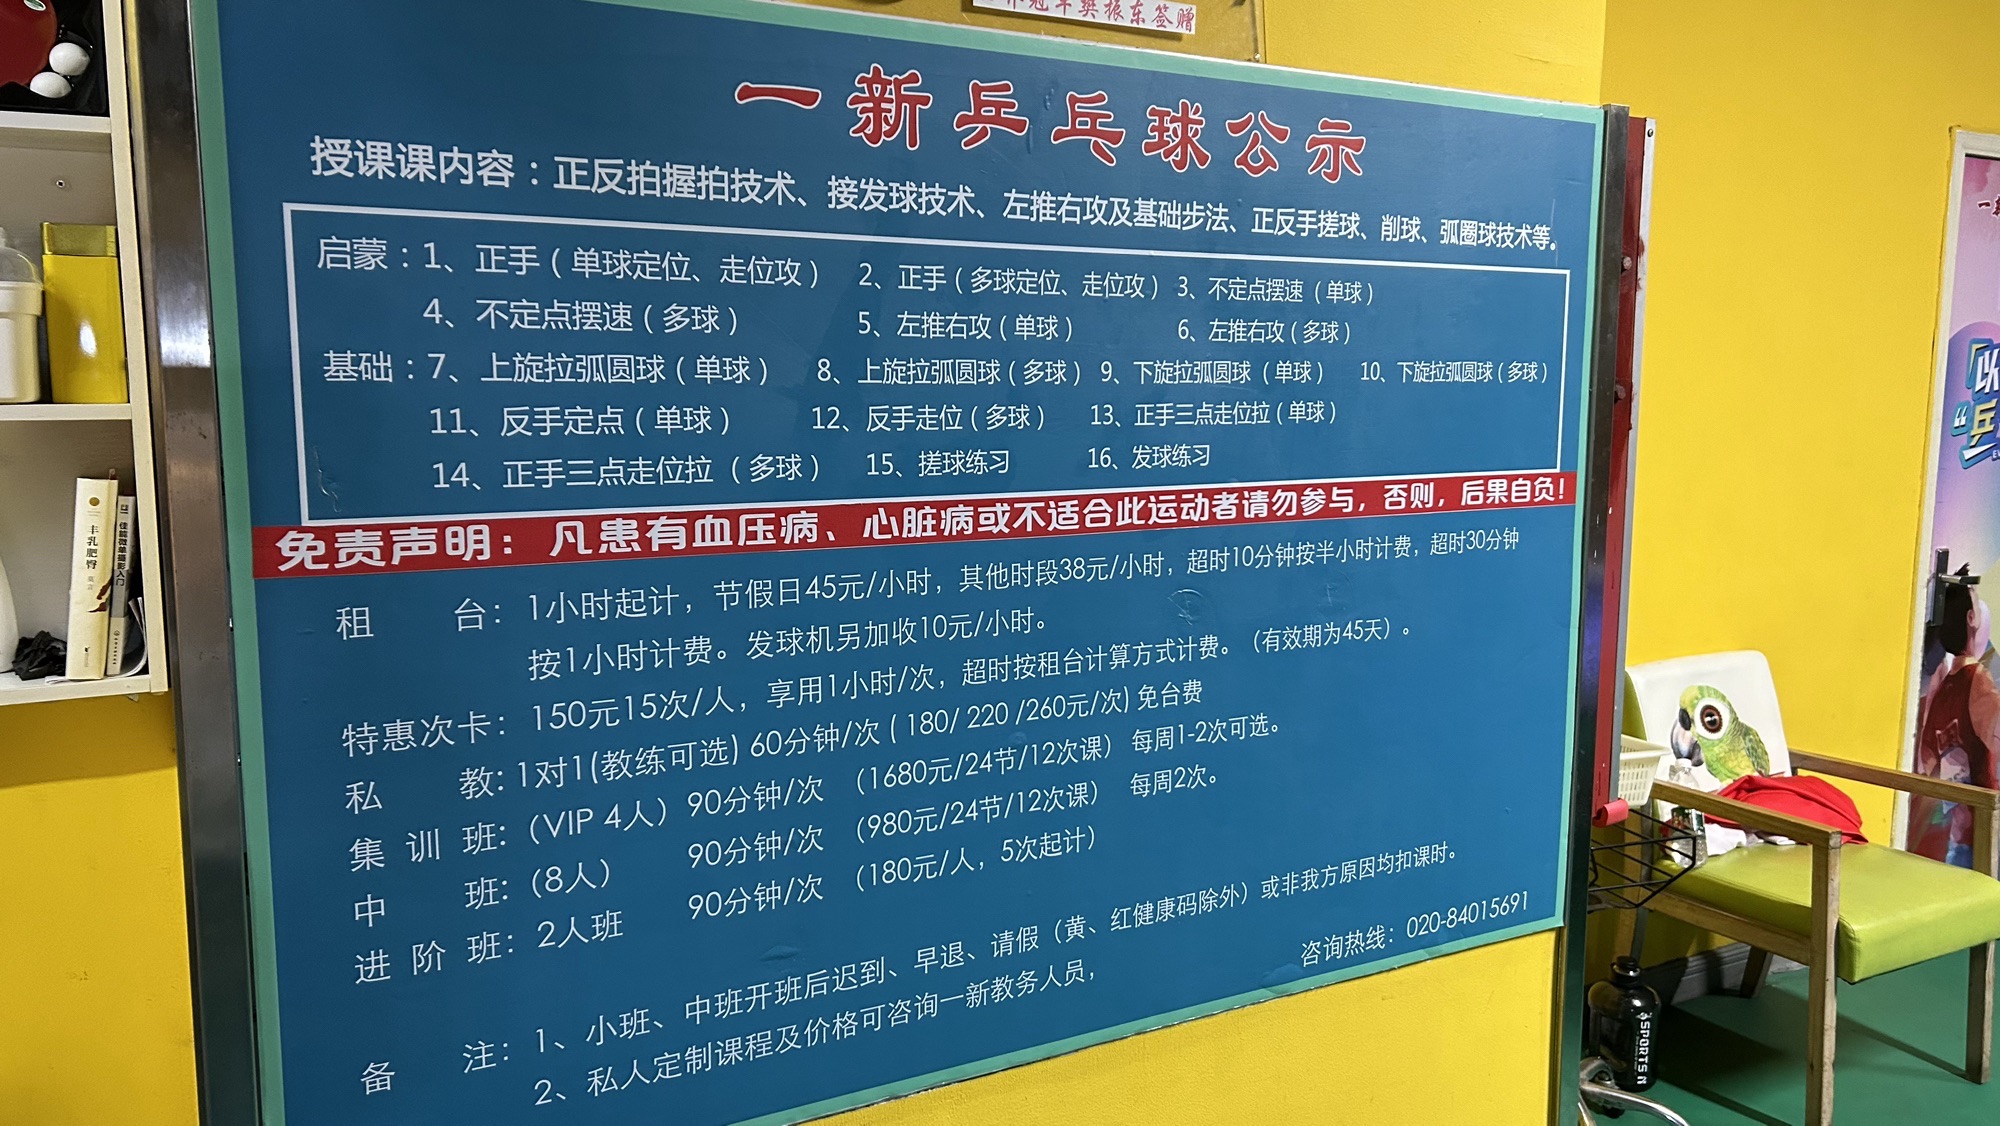 冠军樊振东签赠
一新乒乓球公示
授课课内容：正反拍握拍技术、接发球技术、左推右攻及基础步法、正反手搓球、削球、弧圈球技术等。
启蒙：1、正手（单球定位、走位攻） 2、正手（多球定位、走位攻） 3、不定点摆速（单球）
4、不定点摆速（多球） 5、左推右攻（单球） 6、左推右攻（多球）
基础：7、上旋拉弧圆球（单球） 8、上旋拉弧圆球（多球） 9、下旋拉弧圆球（单球） 10、下旋拉弧圆球（多球）
11、反手定点（单球） 12、反手走位（多球） 13、正手三点走位拉（单球）
14、正手三点走位拉（多球） 15、搓球练习 16、发球练习
免责声明：凡患有血压病、心脏病或不适合此运动者请勿参与，否则，后果自负！
租 台：1小时起计，节假日45元/小时，其他时段38元/小时，超时10分钟按半小时计费，超时30分钟
按1小时计费。发球机另加收10元/小时。
特惠次卡：150元15次/人，享用1小时/次，超时按租台计算方式计费。（有效期为45天）。
私 教：1对1(教练可选) 60分钟/次 ( 180/ 220 /260元/次) 免台费
集 训 班：（VIP 4人）90分钟/次 （1680元/24节/12次课） 每周1-2次可选。
中 班：（8人） 90分钟/次 （980元/24节/12次课） 每周2次。
进 阶 班：2人班 90分钟/次 （180元/人，5次起计）
备 注：1、小班、中班开班后迟到、早退、请假（黄、红健康码除外）或非我方原因均扣课时。
2、私人定制课程及价格可咨询一新教务人员，
咨询热线：020-84015691
丰乳肥臀
莫言
佳能微单摄影入门
以
“乒
SPORTS